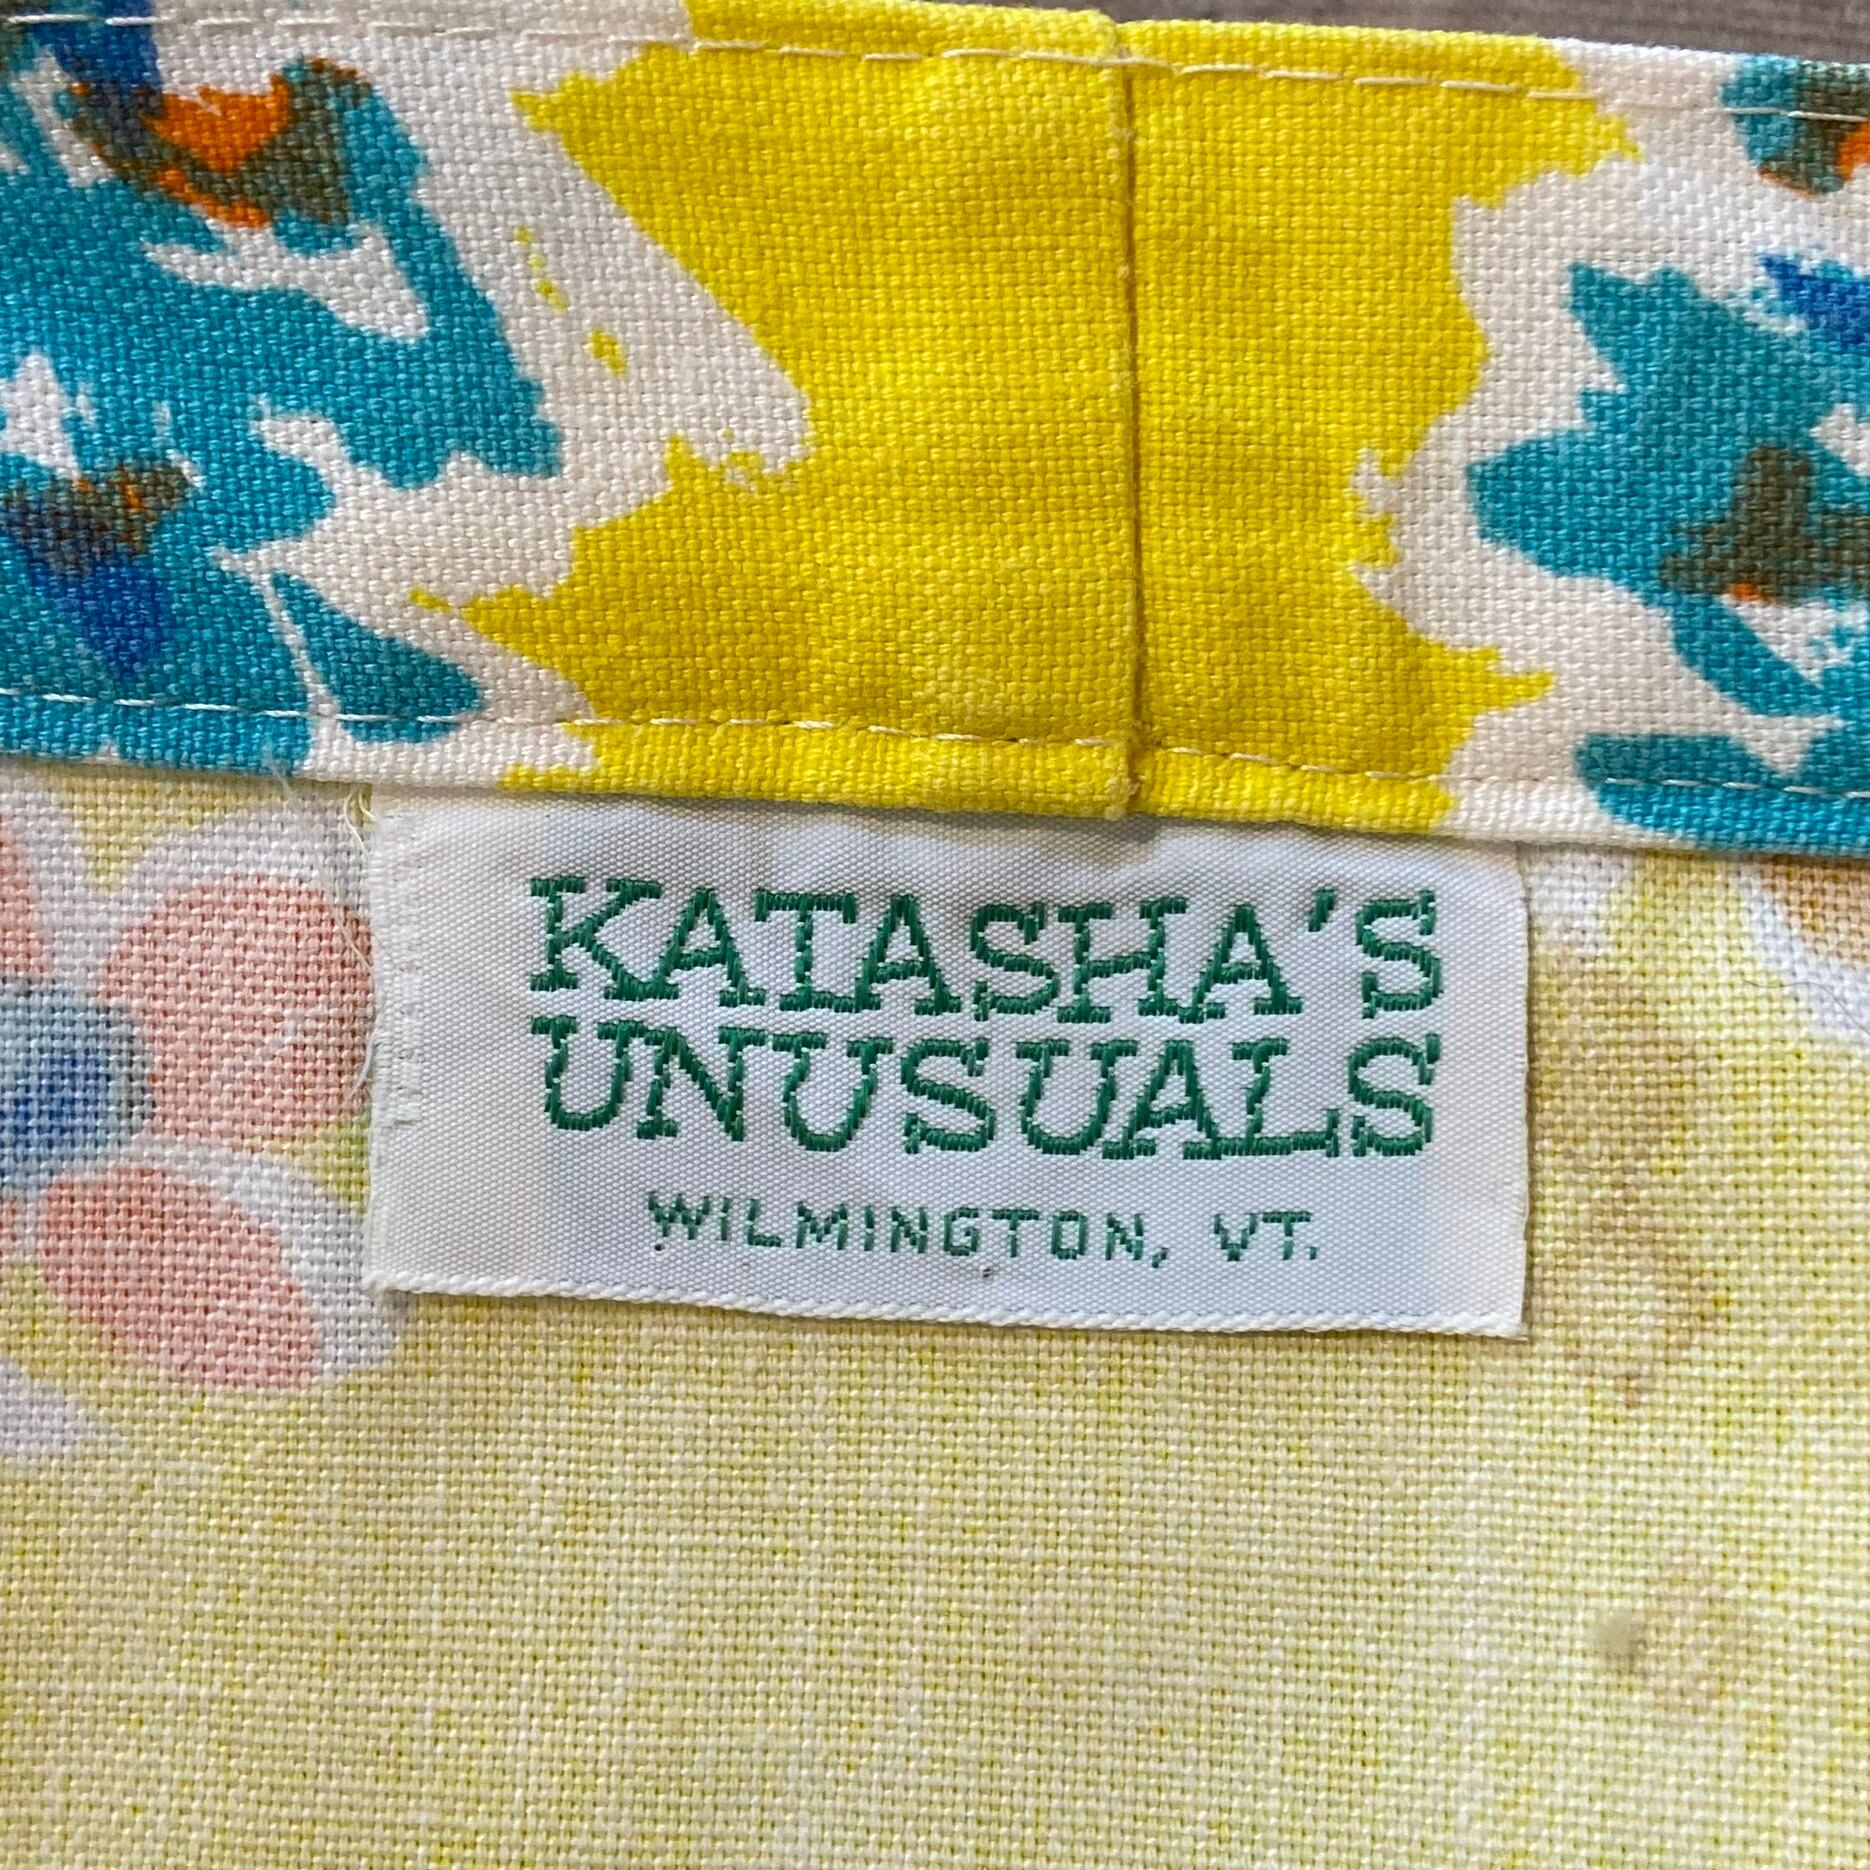 KATASHA'S
UNUSUALS
WILMINGTON, VT.